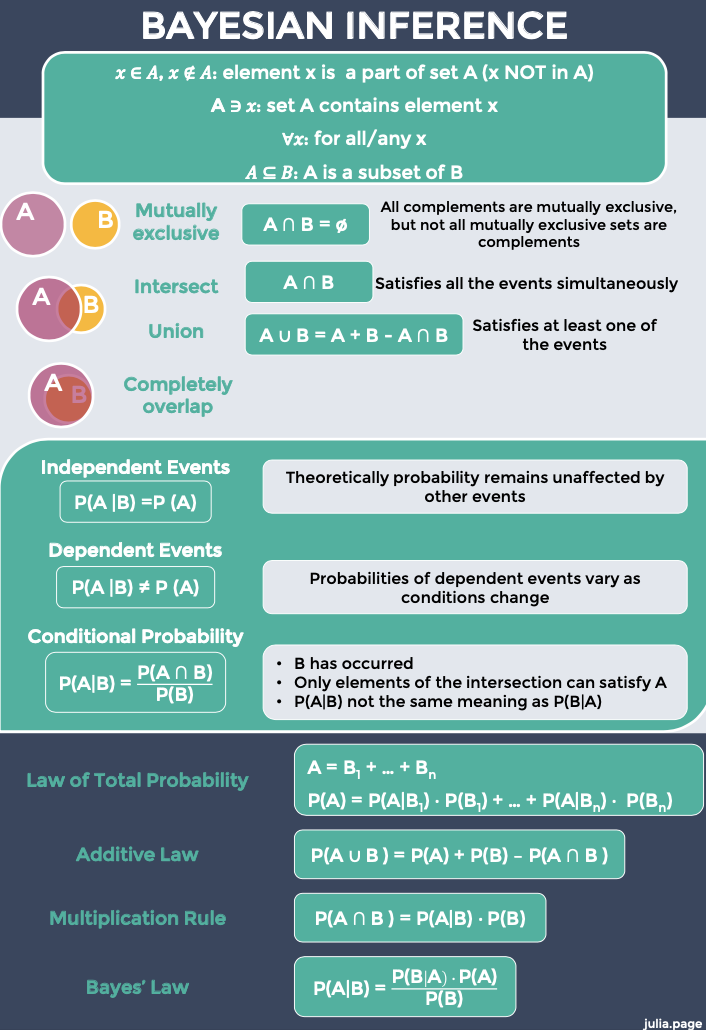 BAYESIAN INFERENCE
x ∈ A, x ∉ A: element x is a part of set A (x NOT in A)
A ∋ x: set A contains element x
∀x: for all/any x
A ⊆ B: A is a subset of B
A
B
Mutually
exclusive
A ∩ B = ø
All complements are mutually exclusive,
but not all mutually exclusive sets are
complements
A
B
Intersect
A ∩ B
Satisfies all the events simultaneously
Union
A ∪ B = A + B - A ∩ B
Satisfies at least one of
the events
A
B
Completely
overlap
Independent Events
P(A |B) =P (A)
Theoretically probability remains unaffected by
other events
Dependent Events
P(A |B) ≠ P (A)
Probabilities of dependent events vary as
conditions change
Conditional Probability
P(A|B) = P(A ∩ B)
P(B)
• B has occurred
• Only elements of the intersection can satisfy A
• P(A|B) not the same meaning as P(B|A)
Law of Total Probability
A = B₁ + … + Bₙ
P(A) = P(A|B₁) · P(B₁) + … + P(A|Bₙ) · P(Bₙ)
Additive Law
P(A ∪ B ) = P(A) + P(B) – P(A ∩ B )
Multiplication Rule
P(A ∩ B ) = P(A|B) · P(B)
Bayes’ Law
P(A|B) = P(B|A) · P(A)
P(B)
julia.page